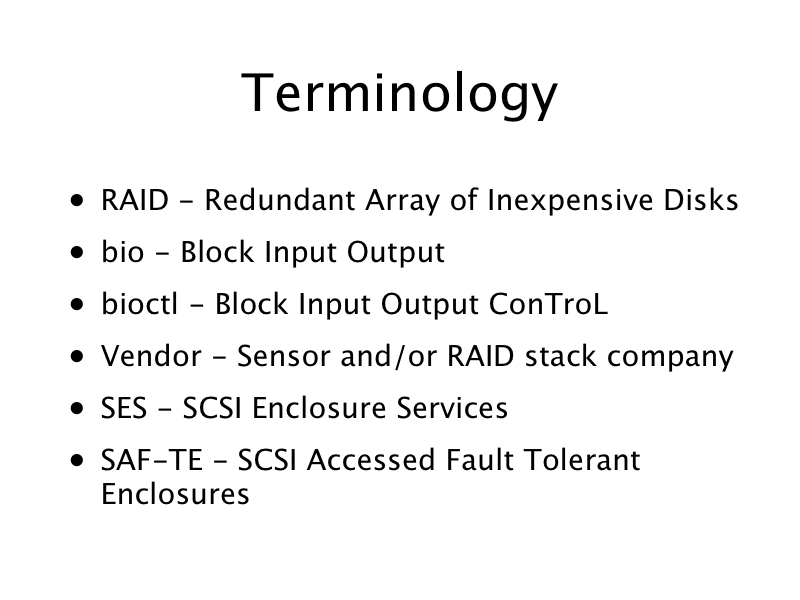 Terminology
• RAID - Redundant Array of Inexpensive Disks
• bio - Block Input Output
• bioctl - Block Input Output ConTroL
• Vendor - Sensor and/or RAID stack company
• SES - SCSI Enclosure Services
• SAF-TE - SCSI Accessed Fault Tolerant
Enclosures